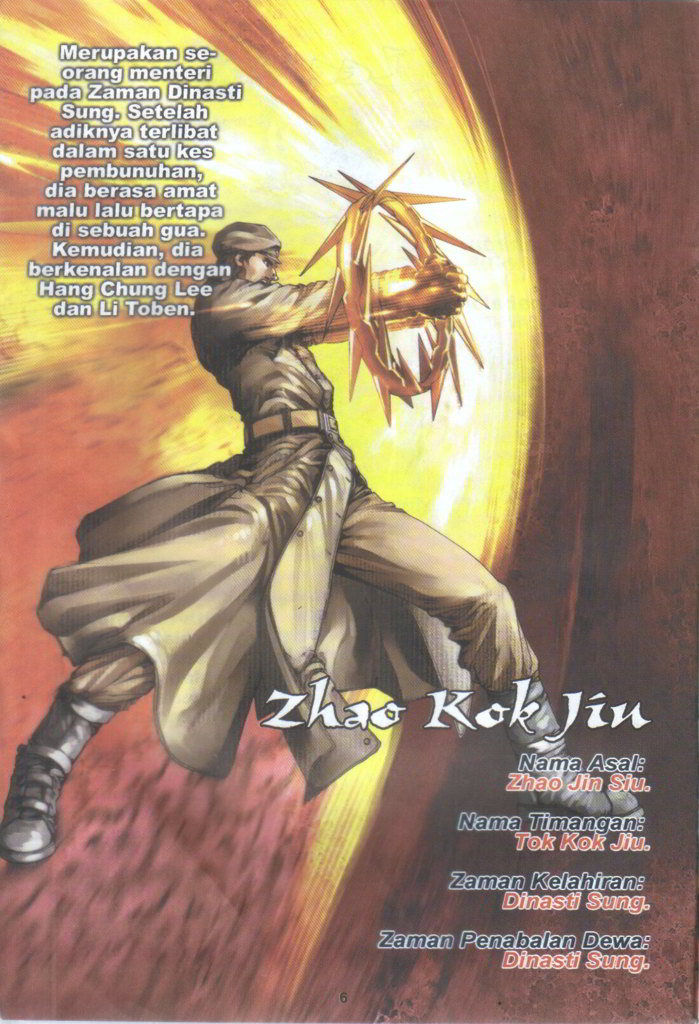 Merupakan se-
orang menteri
pada Zaman Dinasti
Sung. Setelah
adiknya terlibat
dalam satu kes
pembunuhan,
dia berasa amat
malu lalu bertapa
di sebuah gua.
Kemudian, dia
berkenalan dengan
Hang Chung Lee
dan Li Toben.
Zhao Kok Jiu
Nama Asal:
Zhao Jin Siu.
Nama Timangan:
Tok Kok Jiu.
Zaman Kelahiran:
Dinasti Sung.
Zaman Penabalan Dewa:
Dinasti Sung.
6